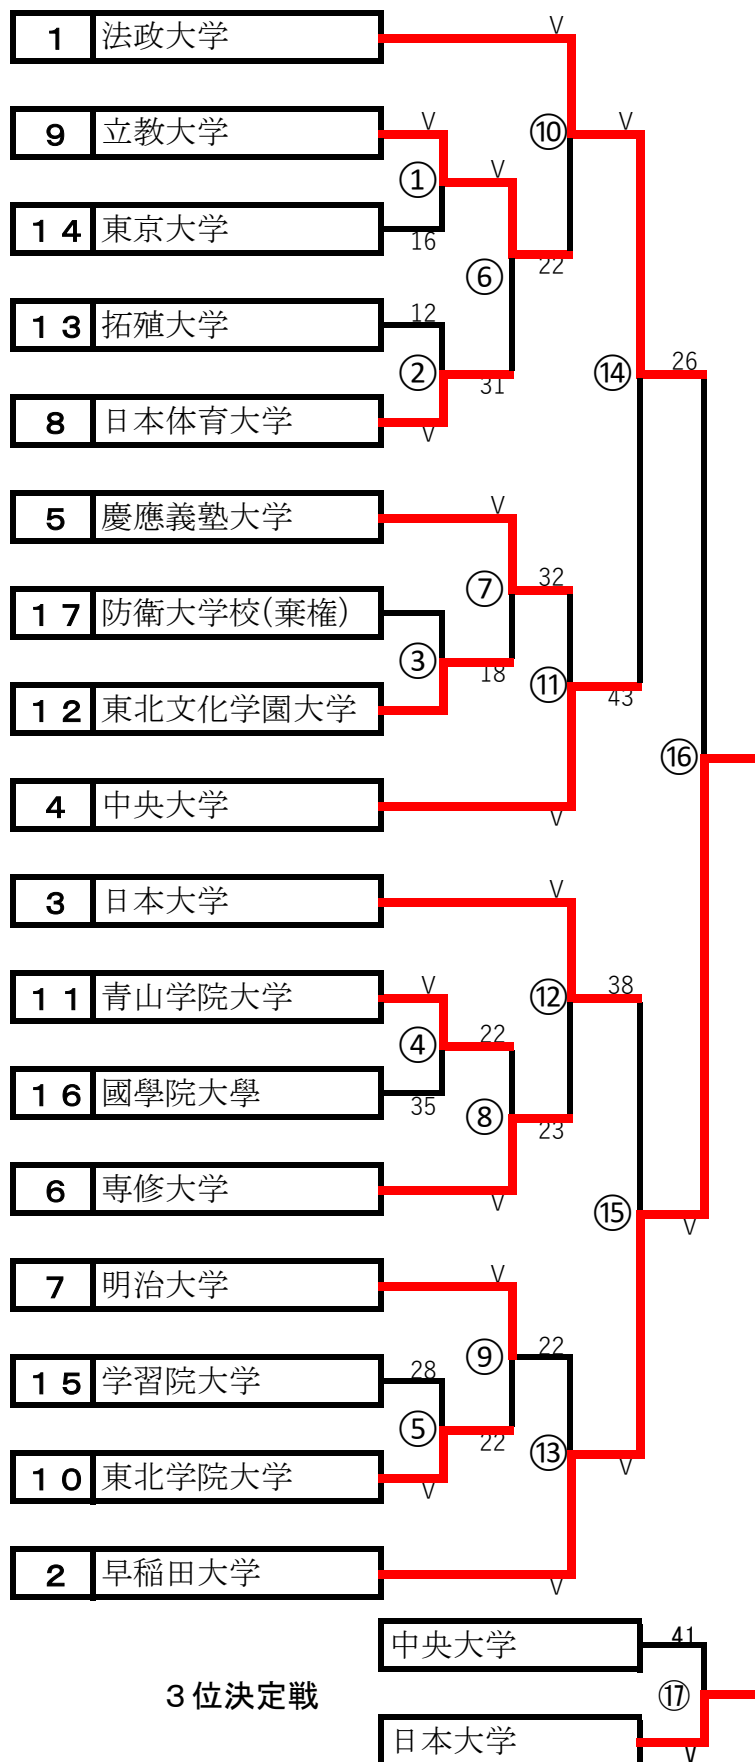 V
1 法政大学
9 立教大学
V
⑩
V
①
V
14 東京大学
16
⑥
22
13 拓殖大学
12
②
31
⑭
26
8 日本体育大学
V
5 慶應義塾大学
V
⑦
32
17 防衛大学校(棄権)
③
18
⑪
43
12 東北文化学園大学
⑯
4 中央大学
V
3 日本大学
V
11 青山学院大学
V
⑫
38
④
22
16 國學院大學
35
⑧
23
6 専修大学
V
⑮
V
7 明治大学
V
⑨
22
15 学習院大学
28
⑤
22
⑬
V
10 東北学院大学
V
2 早稲田大学
V
中央大学
41
3位決定戦
⑰
日本大学
V